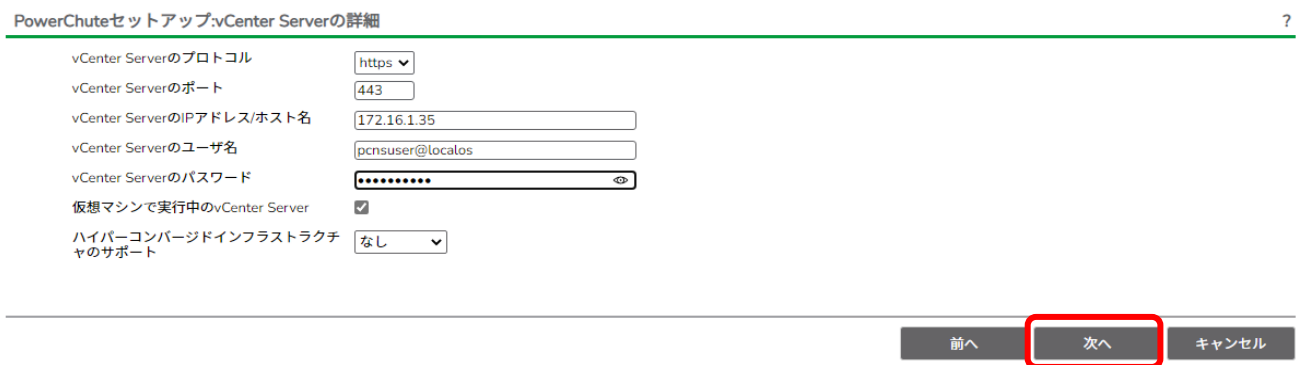 PowerChuteセットアップ:vCenter Serverの詳細 ?
vCenter Serverのプロトコル https
vCenter Serverのポート 443
vCenter ServerのIPアドレス/ホスト名 172.16.1.35
vCenter Serverのユーザ名 pcnsuser@localos
vCenter Serverのパスワード ••••••••••
仮想マシンで実行中のvCenter Server
ハイパーコンバージドインフラストラクチ
ャのサポート なし
前へ 次へ キャンセル